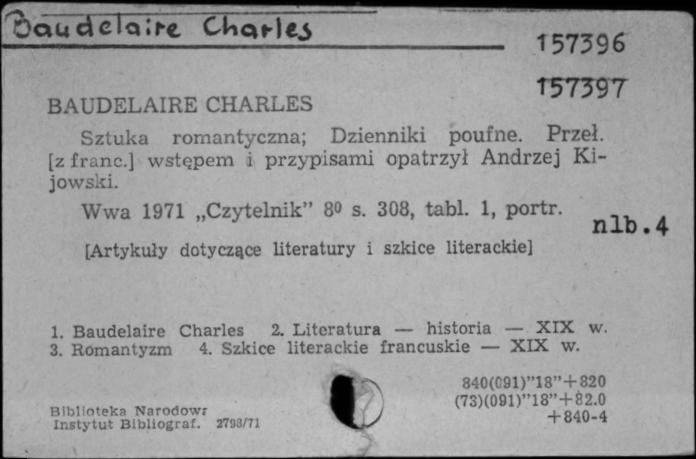 Baudelaire Charles
157396
157397
BAUDELAIRE CHARLES
Sztuka romantyczna; Dzienniki poufne. Przeł.
[z franc.] wstępem i przypisami opatrzył Andrzej Ki-
jowski.
Wwa 1971 „Czytelnik” 8⁰ s. 308, tabl. 1, portr.
nlb.4
[Artykuły dotyczące literatury i szkice literackie]
1. Baudelaire Charles 2. Literatura — historia — XIX w.
3. Romantyzm 4. Szkice literackie francuskie — XIX w.
840(091)”18”+820
(73)(091)”18”+82.0
+840-4
Biblioteka Narodowa
Instytut Bibliograf. 2793/71